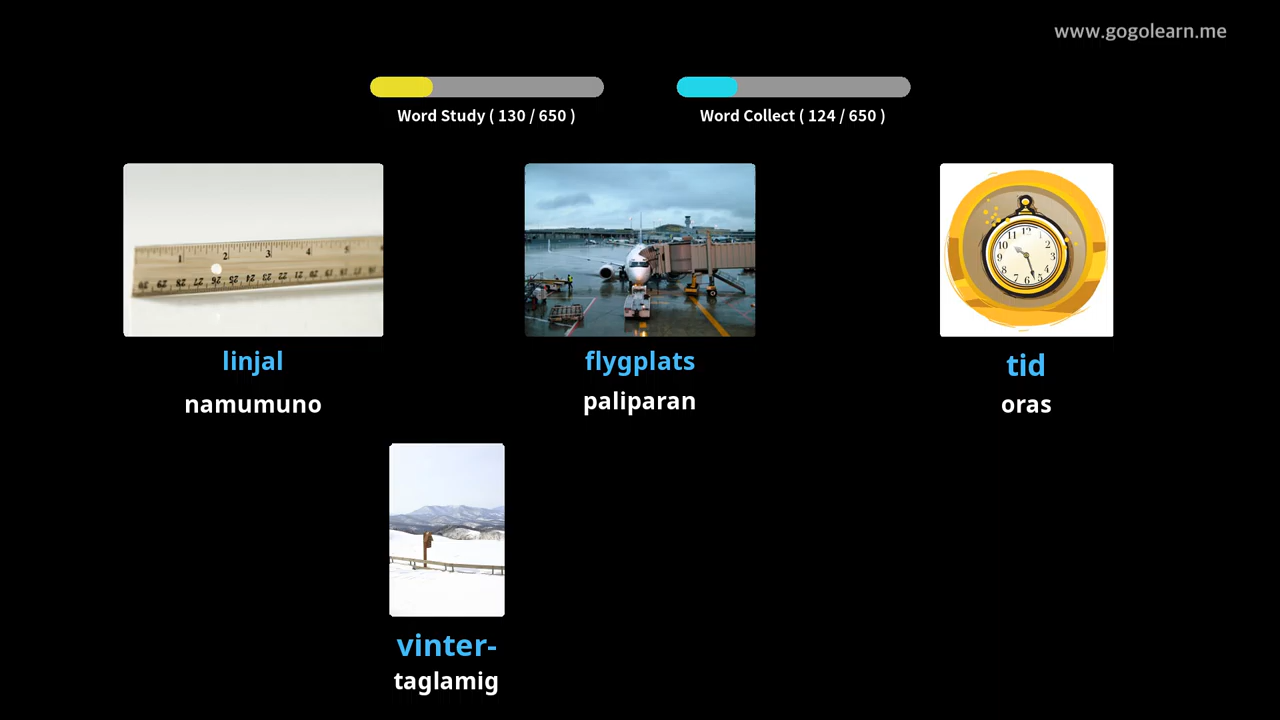 www.gogolearn.me
Word Study ( 130 / 650 )
Word Collect ( 124 / 650 )
linjal
flygplats
tid
namumuno
paliparan
oras
vinter-
taglamig